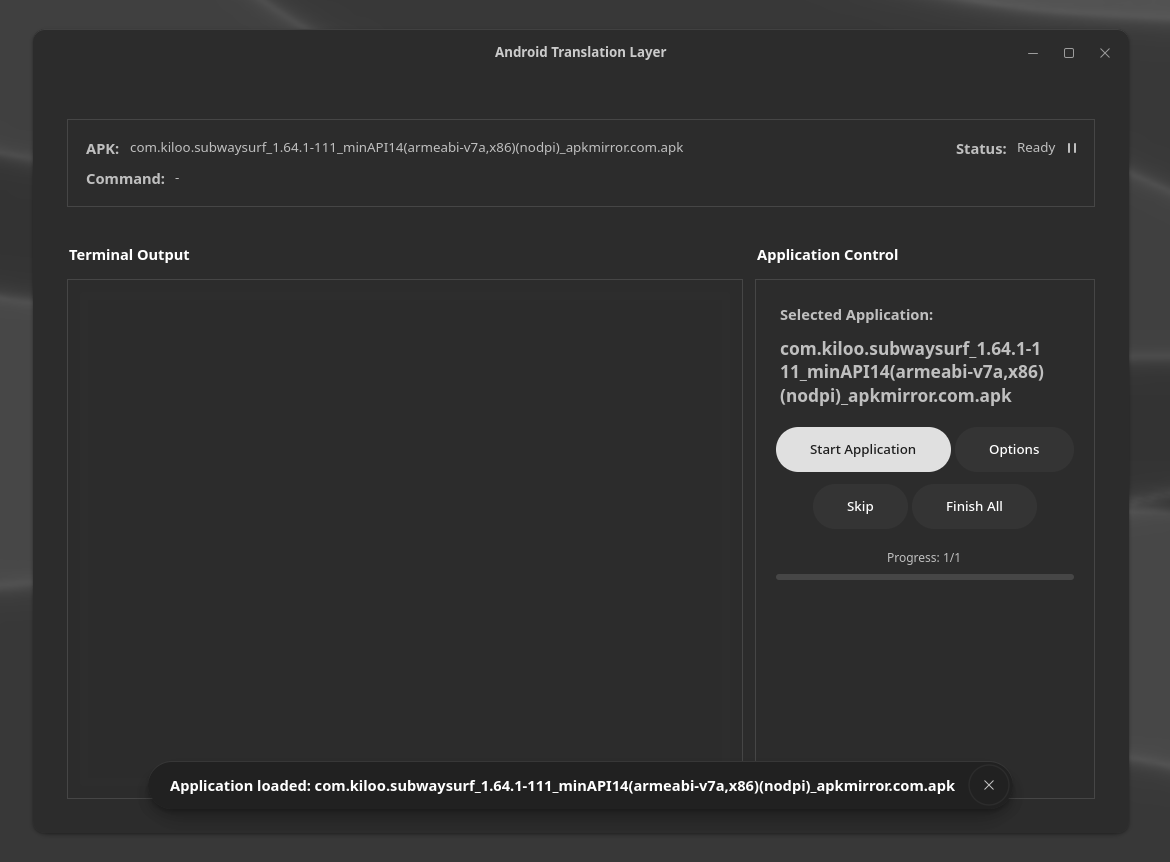 Android Translation Layer
APK: com.kiloo.subwaysurf_1.64.1-111_minAPI14(armeabi-v7a,x86)(nodpi)_apkmirror.com.apk
Status: Ready
Command: -
Terminal Output
Application Control
Selected Application:
com.kiloo.subwaysurf_1.64.1-1
11_minAPI14(armeabi-v7a,x86)
(nodpi)_apkmirror.com.apk
Start Application
Options
Skip
Finish All
Progress: 1/1
Application loaded: com.kiloo.subwaysurf_1.64.1-111_minAPI14(armeabi-v7a,x86)(nodpi)_apkmirror.com.apk